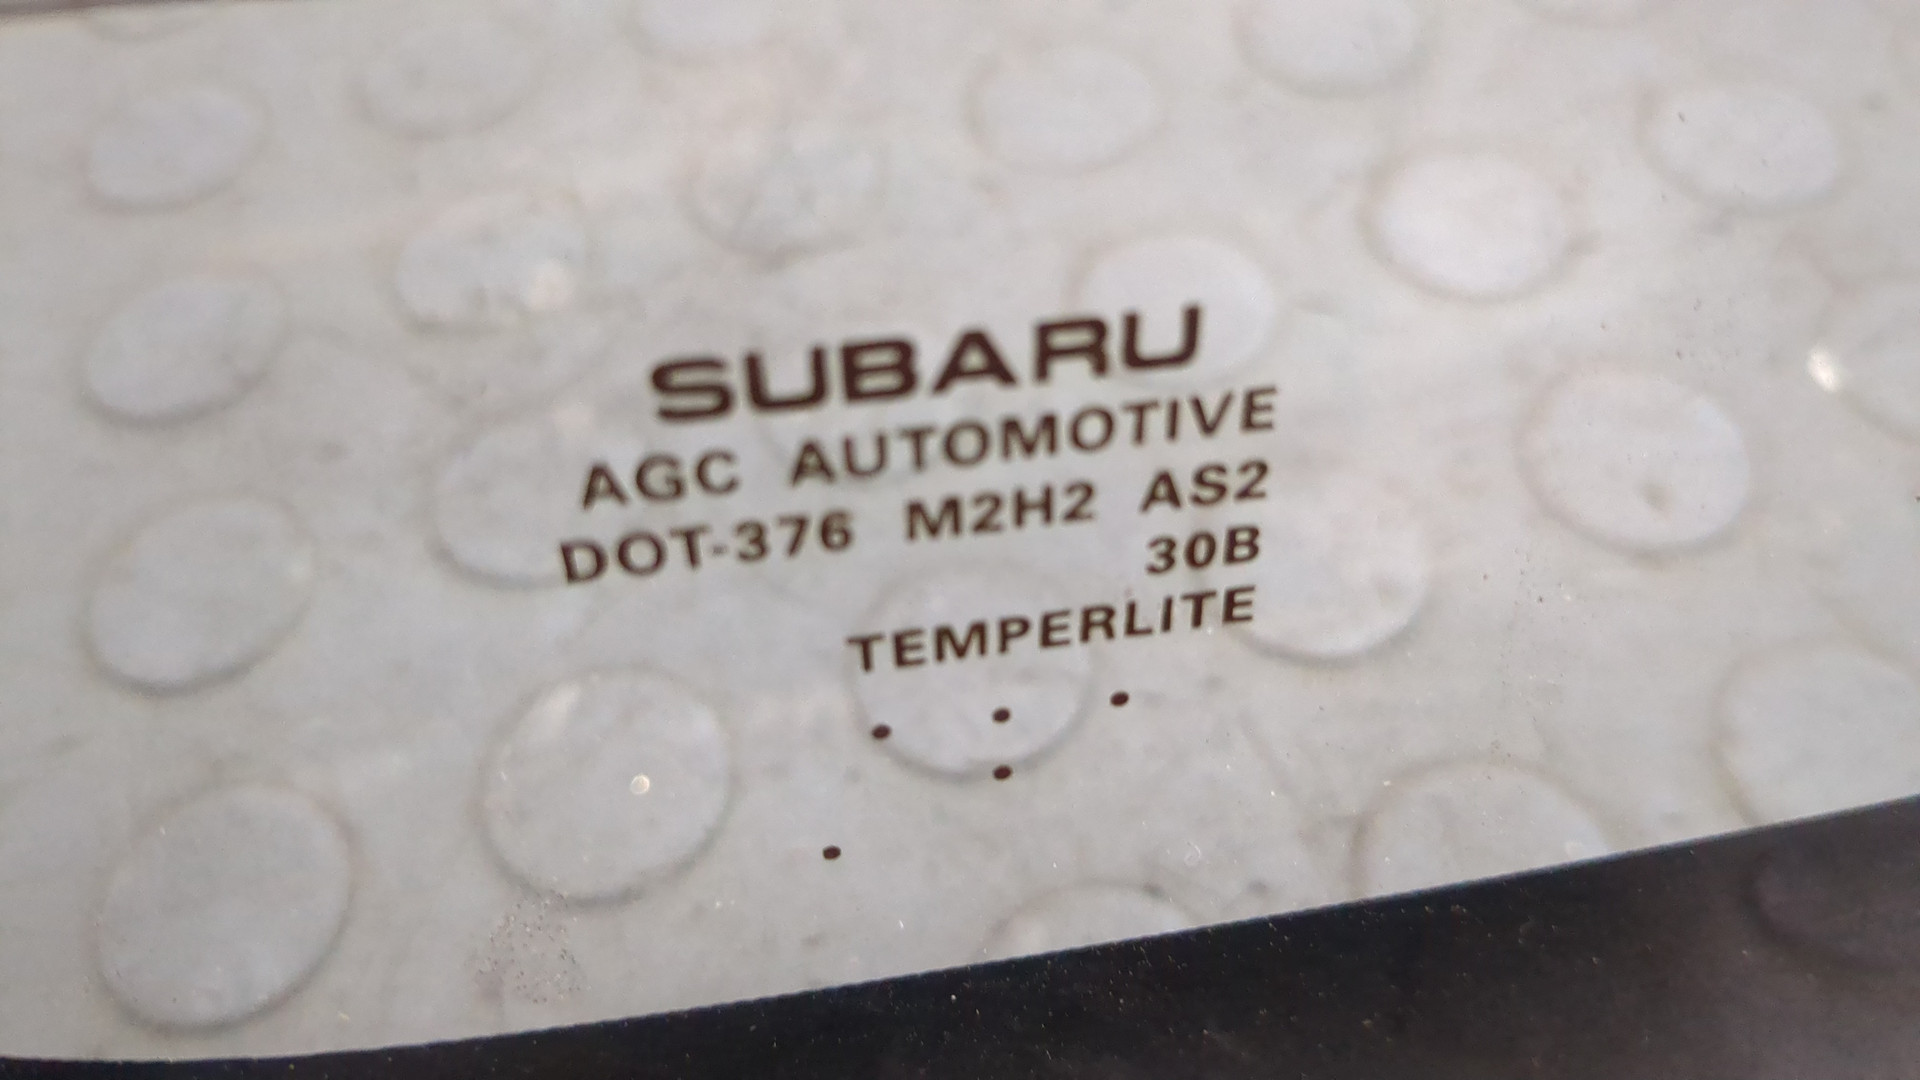 SUBARU
AGC AUTOMOTIVE
DOT-376 M2H2 AS2
30B
TEMPERLITE